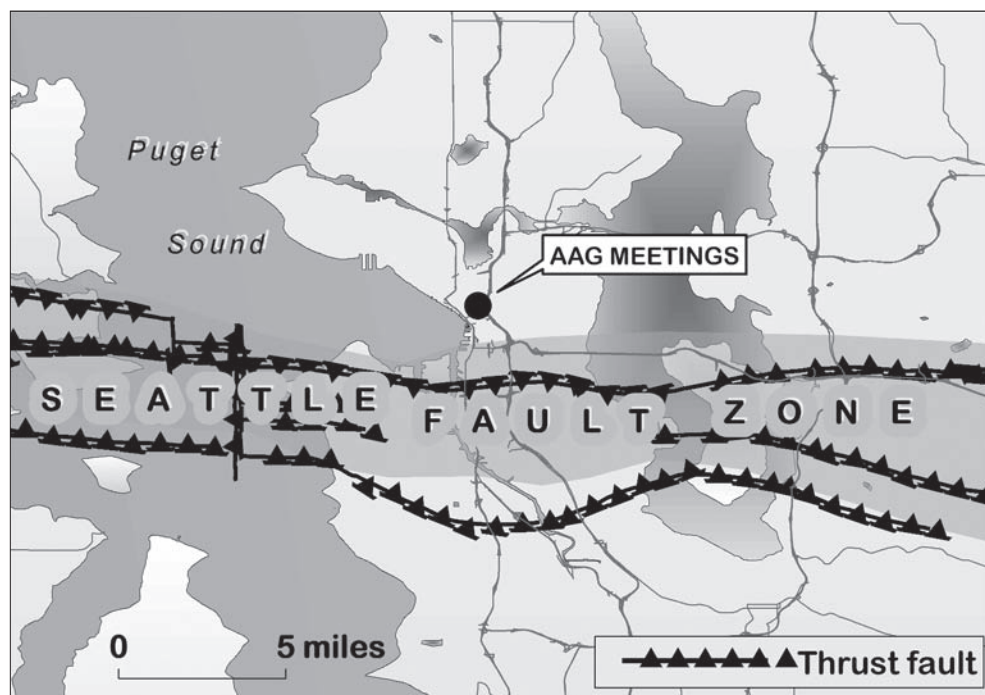 Puget
Sound
AAG MEETINGS
SEATTLE FAULT ZONE
0 5 miles
Thrust fault